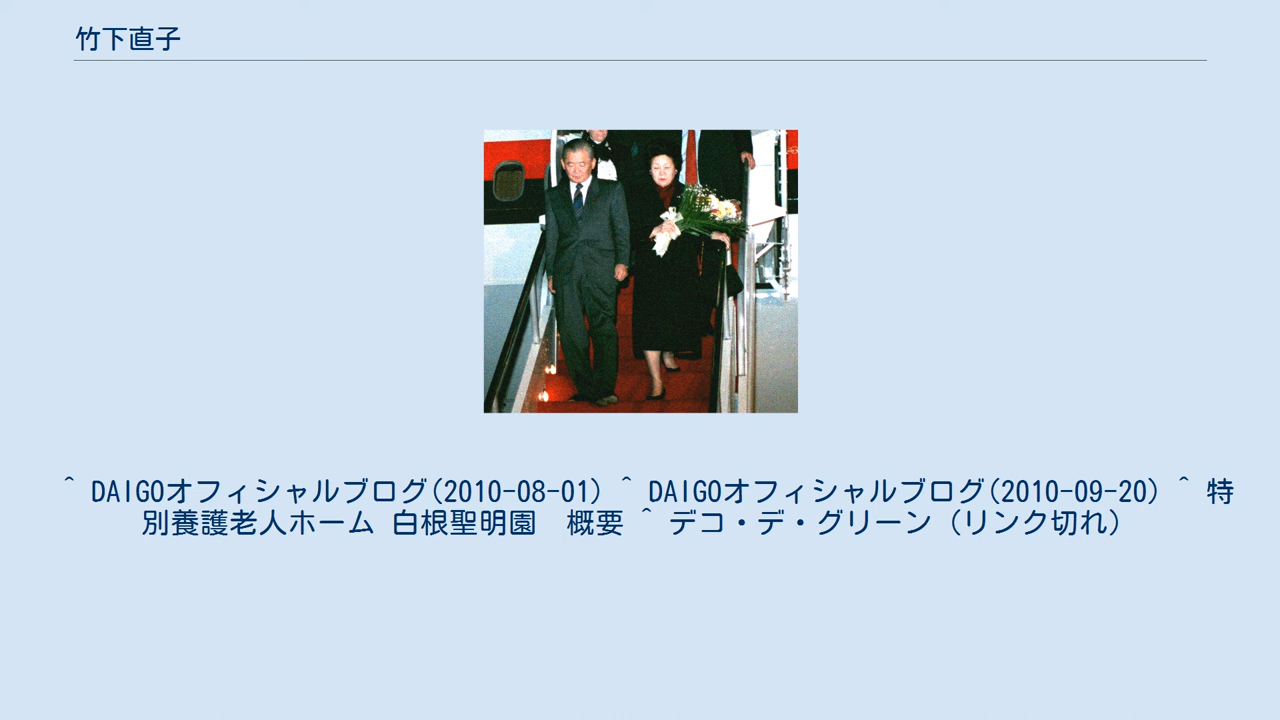 竹下直子
^ DAIGOオフィシャルブログ(2010-08-01) ^ DAIGOオフィシャルブログ(2010-09-20) ^ 特
別養護老人ホーム 白根聖明園　概要 ^ デコ・デ・グリーン (リンク切れ)